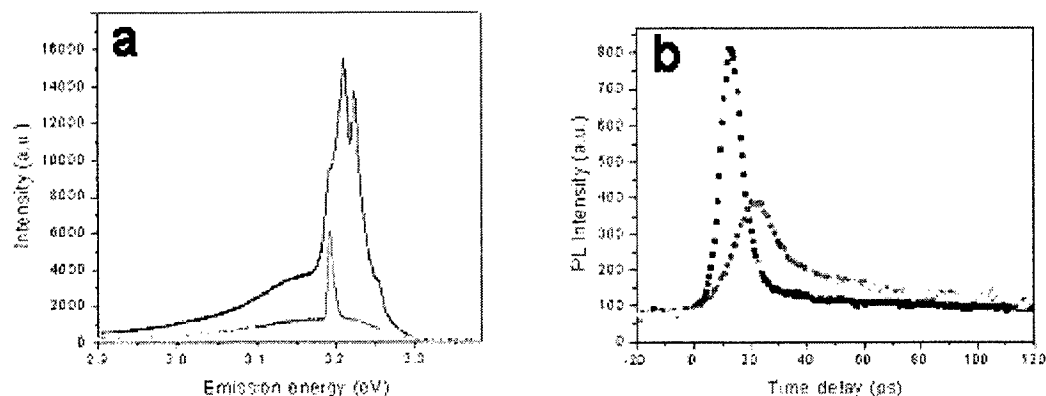 a
16000
14000
12000
10000
8000
6000
4000
2000
0
Intensity (a.u.)
2.9 3.0 3.1 3.2 3.3
Emission energy (eV)
b
800
700
600
500
400
300
200
100
0
PL Intensity (a.u.)
-20 0 20 40 60 80 100 120
Time delay (ps)